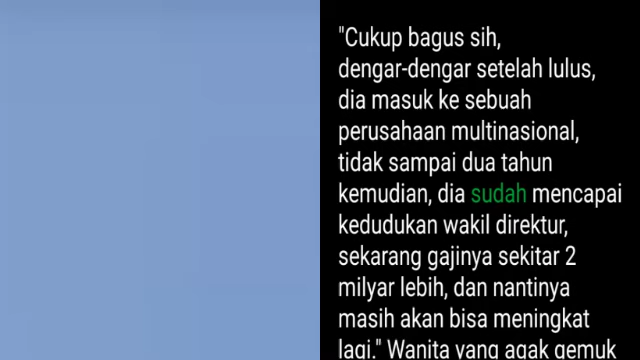 "Cukup bagus sih,
dengar-dengar setelah lulus,
dia masuk ke sebuah
perusahaan multinasional,
tidak sampai dua tahun
kemudian, dia sudah mencapai
kedudukan wakil direktur,
sekarang gajinya sekitar 2
milyar lebih, dan nantinya
masih akan bisa meningkat
lagi." Wanita yang agak gemuk